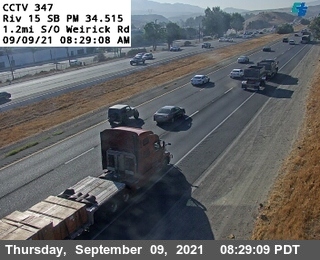 CCTV 347
Riv 15 SB PM 34.515
1.2mi S/O Weirick Rd
09/09/21 08:29:08 AM
Thursday, September 09, 2021 08:29:09 PDT